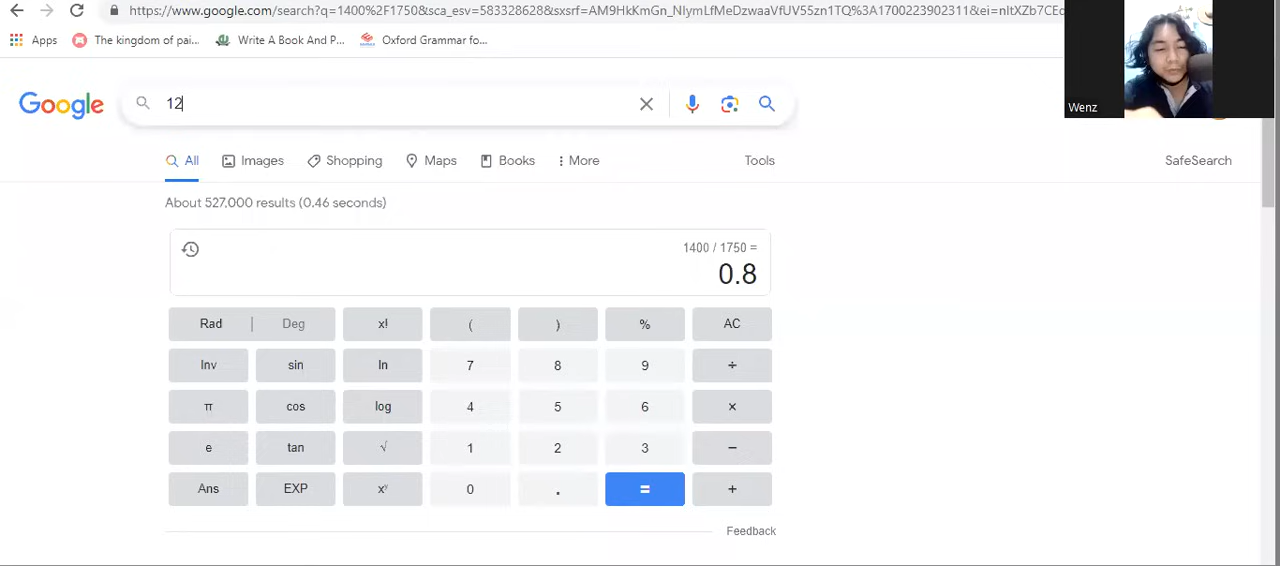 https://www.google.com/search?q=1400%2F1750&sca_esv=583328628&sxsrf=AM9HkKmGn_NIymLfMeDzwaaVfUV55zn1TQ%3A1700223902311&ei=nltXZb7CEo
Apps The kingdom of pai... Write A Book And P... Oxford Grammar fo...
Wenz
Google 12
All Images Shopping Maps Books More Tools SafeSearch
About 527,000 results (0.46 seconds)
1400 / 1750 =
0.8
Rad | Deg x! ( ) % AC
Inv sin ln 7 8 9 ÷
π cos log 4 5 6 ×
e tan √ 1 2 3 −
Ans EXP xʸ 0 . = +
Feedback